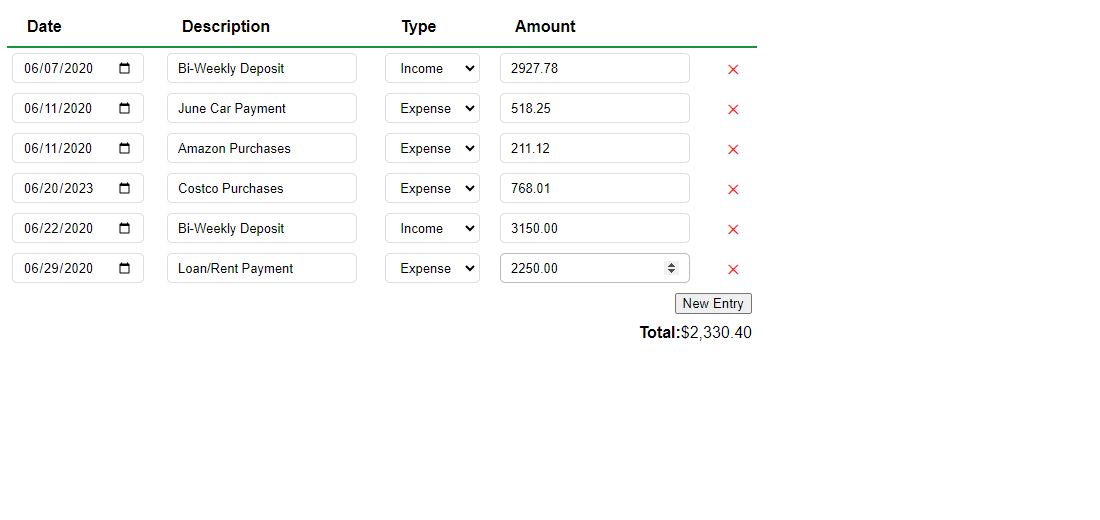 Date Description Type Amount
06/07/2020 Bi-Weekly Deposit Income 2927.78
06/11/2020 June Car Payment Expense 518.25
06/11/2020 Amazon Purchases Expense 211.12
06/20/2023 Costco Purchases Expense 768.01
06/22/2020 Bi-Weekly Deposit Income 3150.00
06/29/2020 Loan/Rent Payment Expense 2250.00
New Entry
Total:$2,330.40